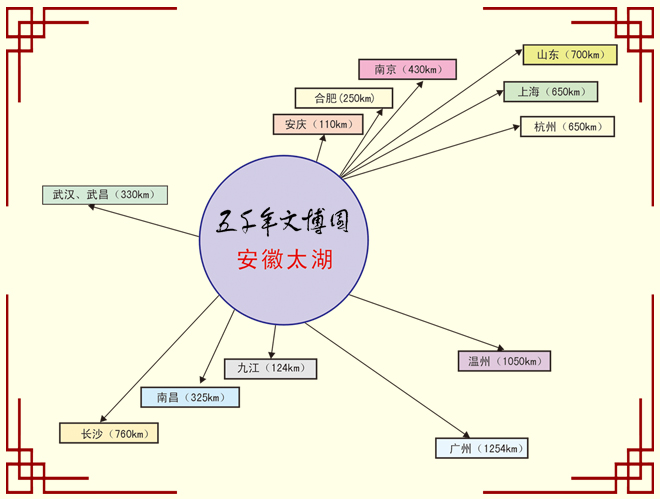 山东（700km）
南京（430km）
上海（650km）
合肥(250km)
安庆（110km）
杭州（650km）
武汉、武昌（330km）
五千年文博园
安徽太湖
温州（1050km）
九江（124km）
南昌（325km）
长沙（760km）
广州（1254km）